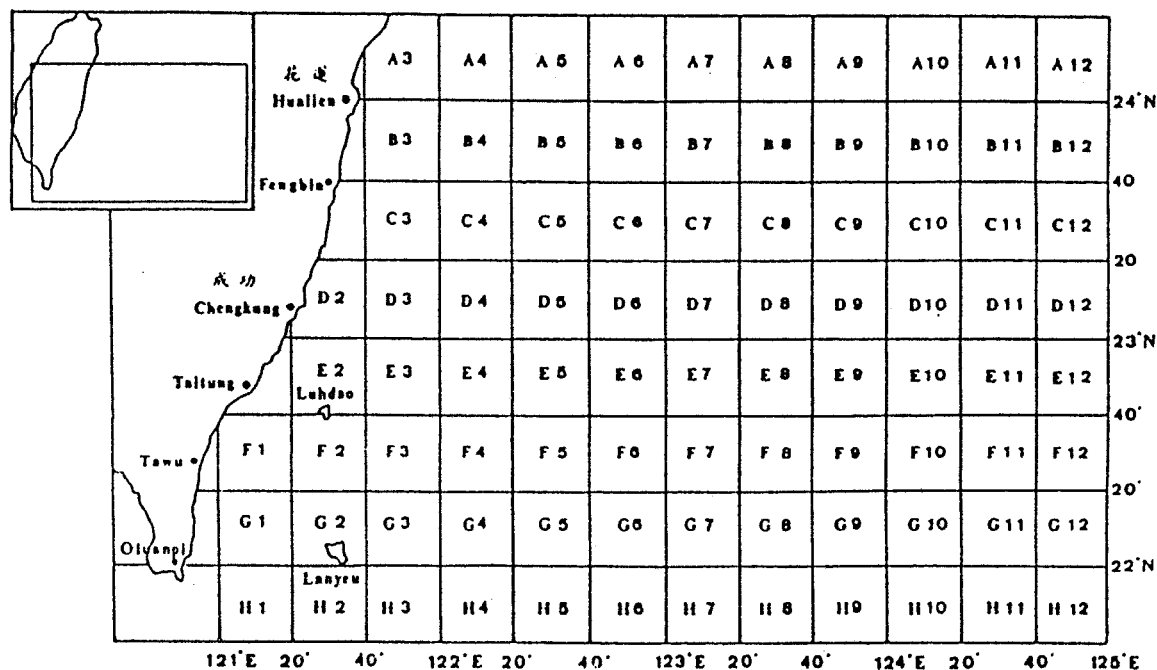 A3 A4 A5 A6 A7 A8 A9 A10 A11 A12
花蓮
Hualien
24°N
B3 B4 B5 B6 B7 B8 B9 B10 B11 B12
Fengbin
40
C3 C4 C5 C6 C7 C8 C9 C10 C11 C12
20
成功
Chengkung
D2 D3 D4 D5 D6 D7 D8 D9 D10 D11 D12
23°N
Taitung
E2 E3 E4 E5 E6 E7 E8 E9 E10 E11 E12
Luhdao
40°
Tawu
F1 F2 F3 F4 F5 F6 F7 F8 F9 F10 F11 F12
20°
G1 G2 G3 G4 G5 G6 G7 G8 G9 G10 G11 G12
Oluanpi
22°N
Lanyeu
H1 H2 H3 H4 H5 H6 H7 H8 H9 H10 H11 H12
121°E 20° 40° 122°E 20° 40° 123°E 20° 40° 124°E 20° 40° 125°E